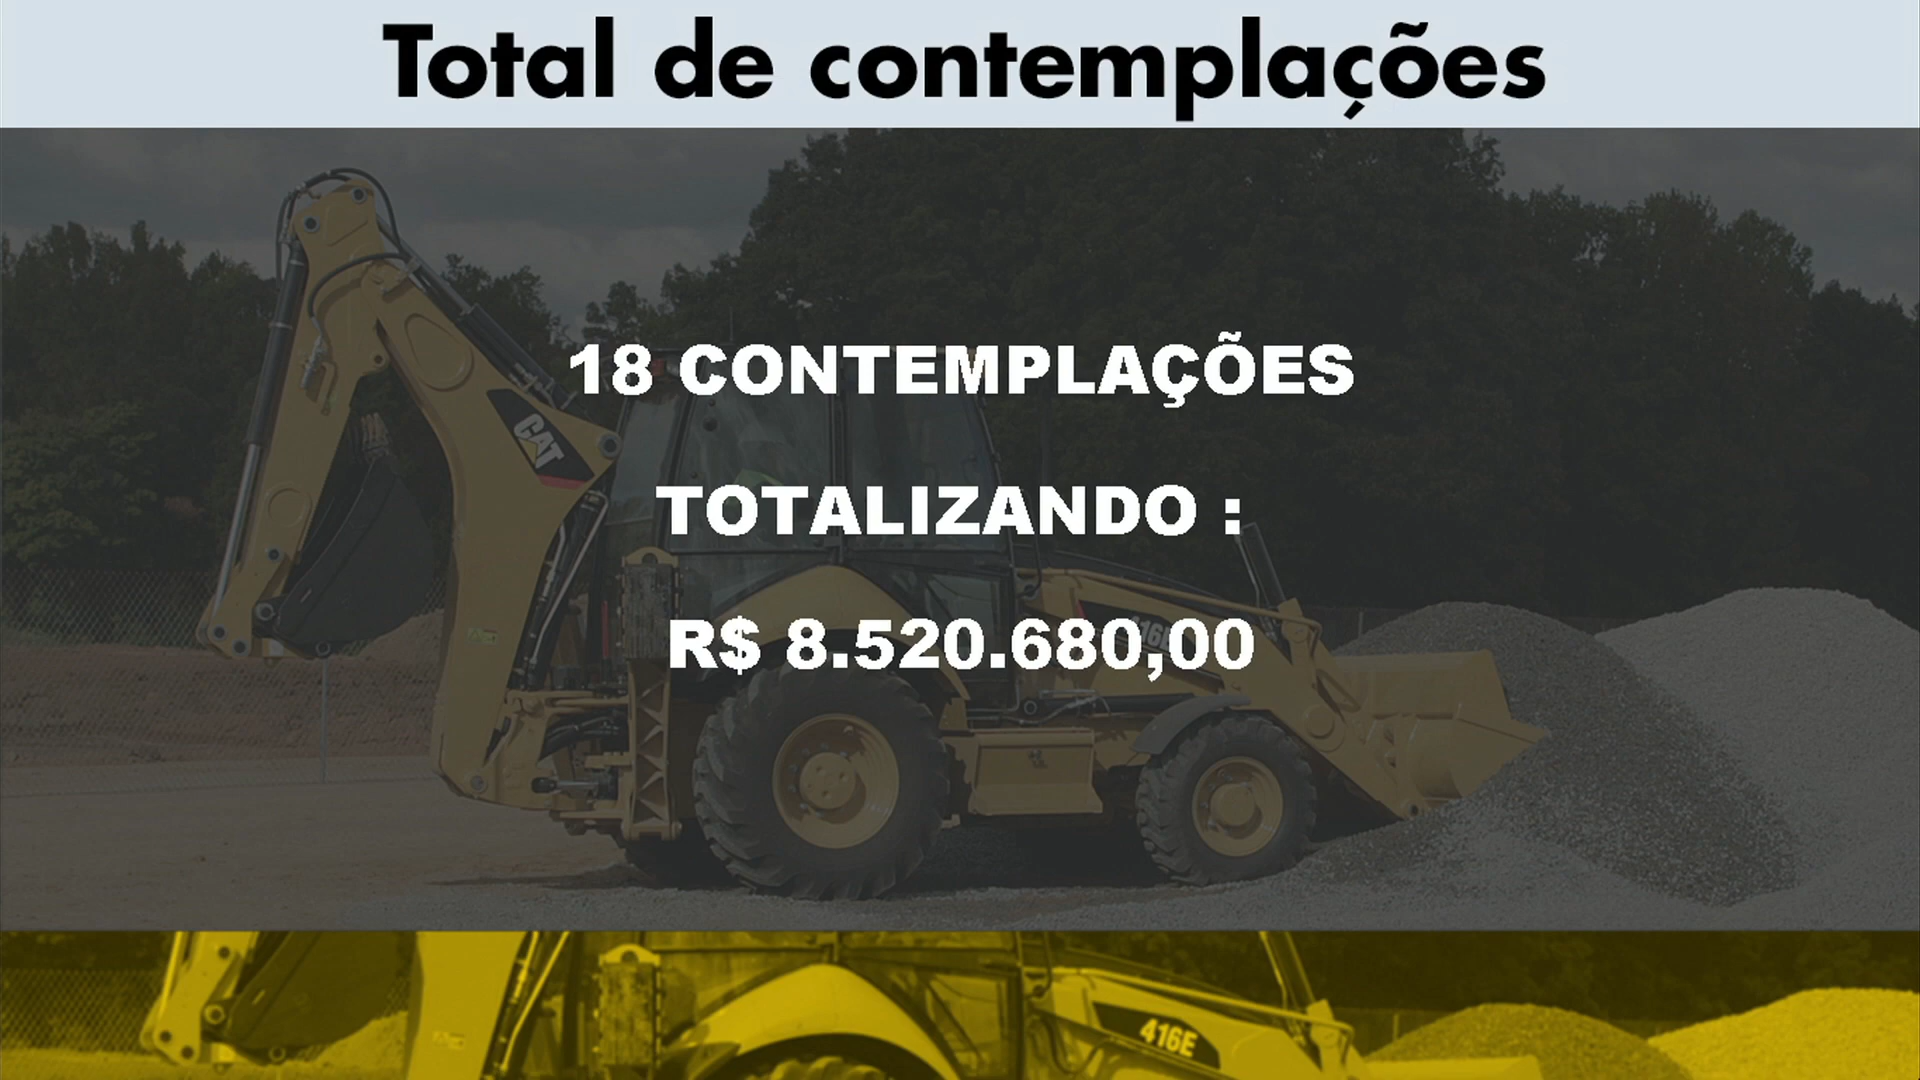 Total de contemplações
CAT
18 CONTEMPLAÇÕES
TOTALIZANDO :
R$ 8.520.680,00
416E